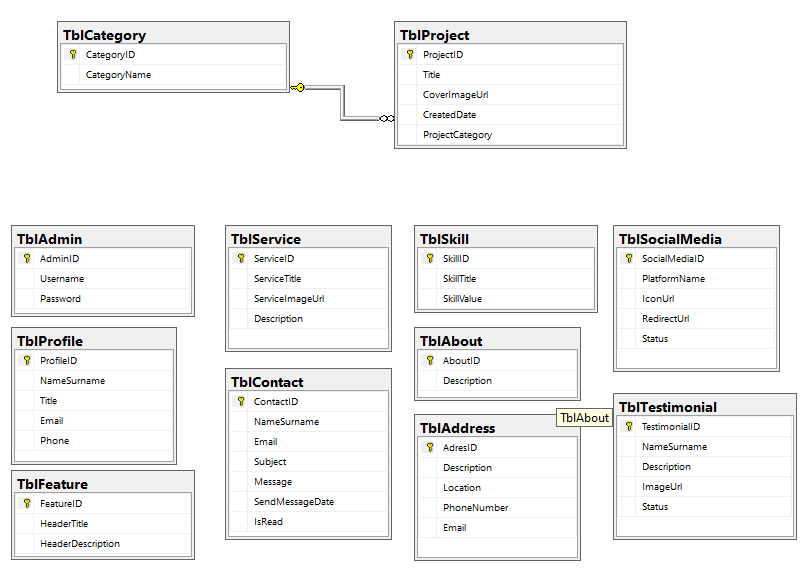 TblCategory
CategoryID
CategoryName
TblProject
ProjectID
Title
CoverImageUrl
CreatedDate
ProjectCategory
TblAdmin
AdminID
Username
Password
TblService
ServiceID
ServiceTitle
ServiceImageUrl
Description
TblSkill
SkillID
SkillTitle
SkillValue
TblSocialMedia
SocialMediaID
PlatformName
IconUrl
RedirectUrl
Status
TblProfile
ProfileID
NameSurname
Title
Email
Phone
TblContact
ContactID
NameSurname
Email
Subject
Message
SendMessageDate
IsRead
TblAbout
AboutID
Description
TblAbout
TblAddress
AdresID
Description
Location
PhoneNumber
Email
TblTestimonial
TestimonialID
NameSurname
Description
ImageUrl
Status
TblFeature
FeatureID
HeaderTitle
HeaderDescription